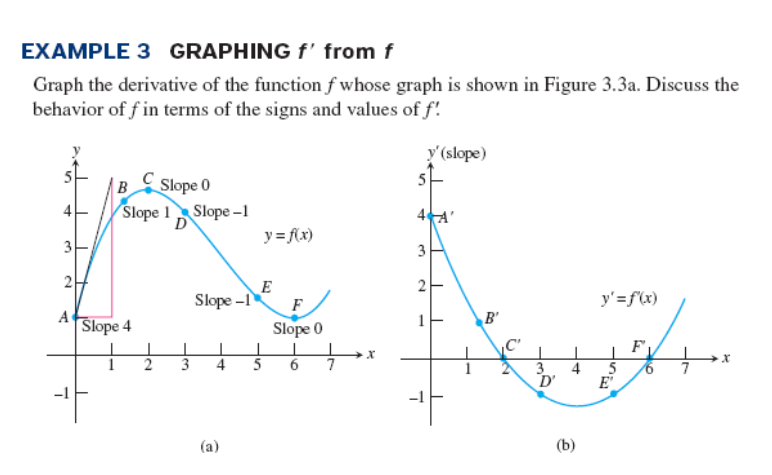 EXAMPLE 3 GRAPHING f′ from f
Graph the derivative of the function f whose graph is shown in Figure 3.3a. Discuss the
behavior of f in terms of the signs and values of f′.
y
5
4
3
2
–1
A
B
C
Slope 0
Slope 1
D
Slope –1
y = f(x)
Slope –1
E
F
Slope 4
Slope 0
1 2 3 4 5 6 7
x
(a)
y′ (slope)
5
4
3
2
1
–1
A′
B′
C′
D′
E′
F′
y′ = f′(x)
1 2 3 4 5 6 7
x
(b)